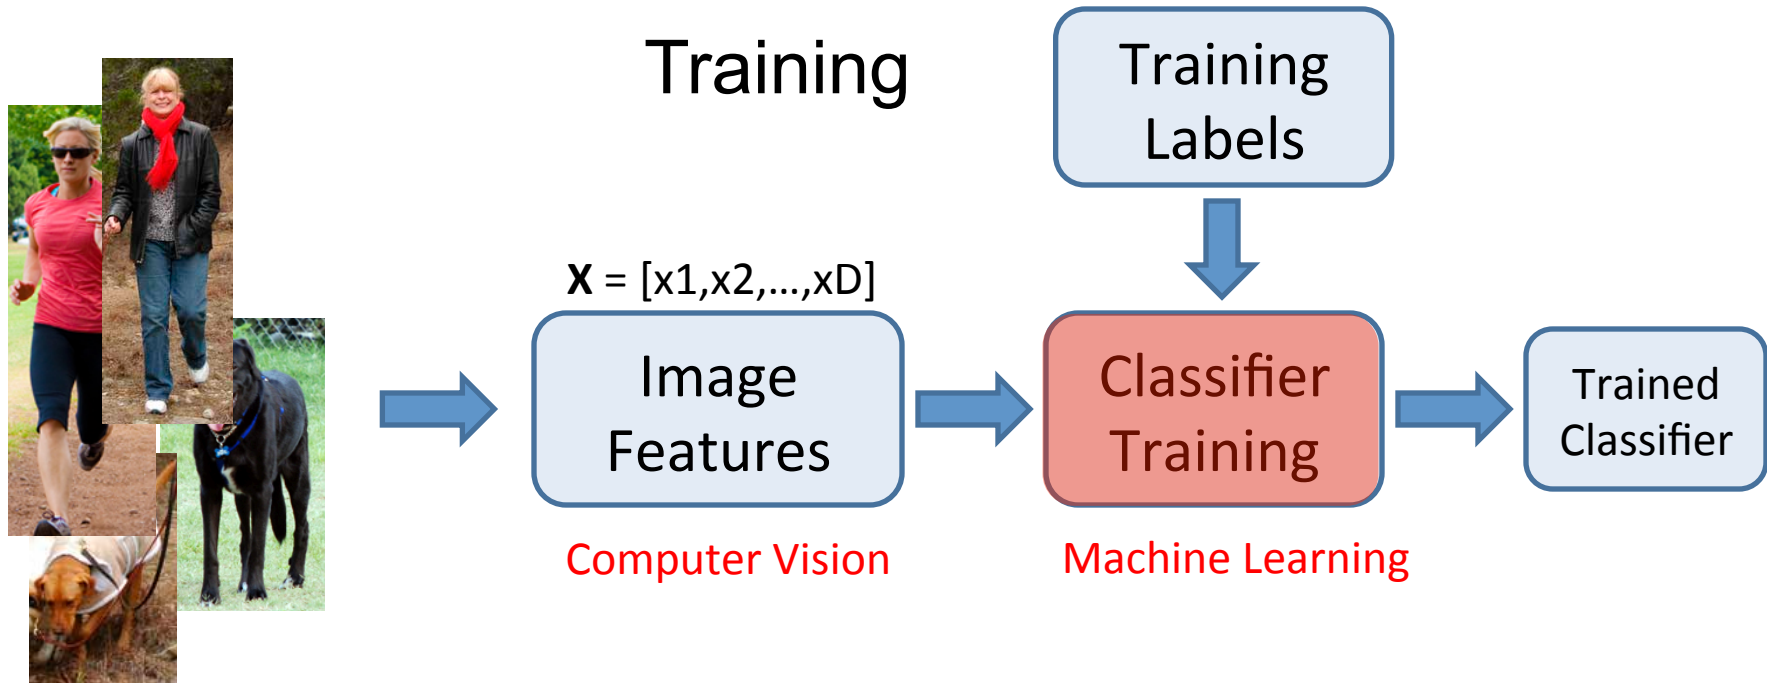 Training
Training
Labels
X = [x1,x2,...,xD]
Image
Features
Classifier
Training
Trained
Classifier
Computer Vision
Machine Learning